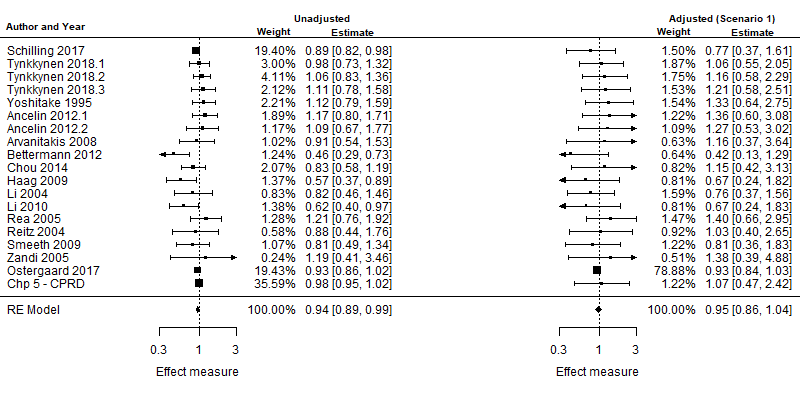 Unadjusted Adjusted (Scenario 1)
Author and Year Weight Estimate Weight Estimate
Schilling 2017 19.40% 0.89 [0.82, 0.98] 1.50% 0.77 [0.37, 1.61]
Tynkkynen 2018.1 3.00% 0.98 [0.73, 1.32] 1.87% 1.06 [0.55, 2.05]
Tynkkynen 2018.2 4.11% 1.06 [0.83, 1.36] 1.75% 1.16 [0.58, 2.29]
Tynkkynen 2018.3 2.12% 1.11 [0.78, 1.58] 1.53% 1.21 [0.58, 2.51]
Yoshitake 1995 2.21% 1.12 [0.79, 1.59] 1.54% 1.33 [0.64, 2.75]
Ancelin 2012.1 1.89% 1.17 [0.80, 1.71] 1.22% 1.36 [0.60, 3.08]
Ancelin 2012.2 1.17% 1.09 [0.67, 1.77] 1.09% 1.27 [0.53, 3.02]
Arvanitakis 2008 1.02% 0.91 [0.54, 1.53] 0.63% 1.16 [0.37, 3.64]
Bettermann 2012 1.24% 0.46 [0.29, 0.73] 0.64% 0.42 [0.13, 1.29]
Chou 2014 2.07% 0.83 [0.58, 1.19] 0.82% 1.15 [0.42, 3.13]
Haag 2009 1.37% 0.57 [0.37, 0.89] 0.81% 0.67 [0.24, 1.82]
Li 2004 0.83% 0.82 [0.46, 1.46] 1.59% 0.76 [0.37, 1.56]
Li 2010 1.38% 0.62 [0.40, 0.97] 0.81% 0.67 [0.24, 1.83]
Rea 2005 1.28% 1.21 [0.76, 1.92] 1.47% 1.40 [0.66, 2.95]
Reitz 2004 0.58% 0.88 [0.44, 1.76] 0.92% 1.03 [0.40, 2.65]
Smeeth 2009 1.07% 0.81 [0.49, 1.34] 1.22% 0.81 [0.36, 1.83]
Zandi 2005 0.24% 1.19 [0.41, 3.46] 0.51% 1.38 [0.39, 4.88]
Ostergaard 2017 19.43% 0.93 [0.86, 1.02] 78.88% 0.93 [0.84, 1.03]
Chp 5 - CPRD 35.59% 0.98 [0.95, 1.02] 1.22% 1.07 [0.47, 2.42]
RE Model 100.00% 0.94 [0.89, 0.99] 100.00% 0.95 [0.86, 1.04]
0.3 1 3 0.3 1 3
Effect measure Effect measure